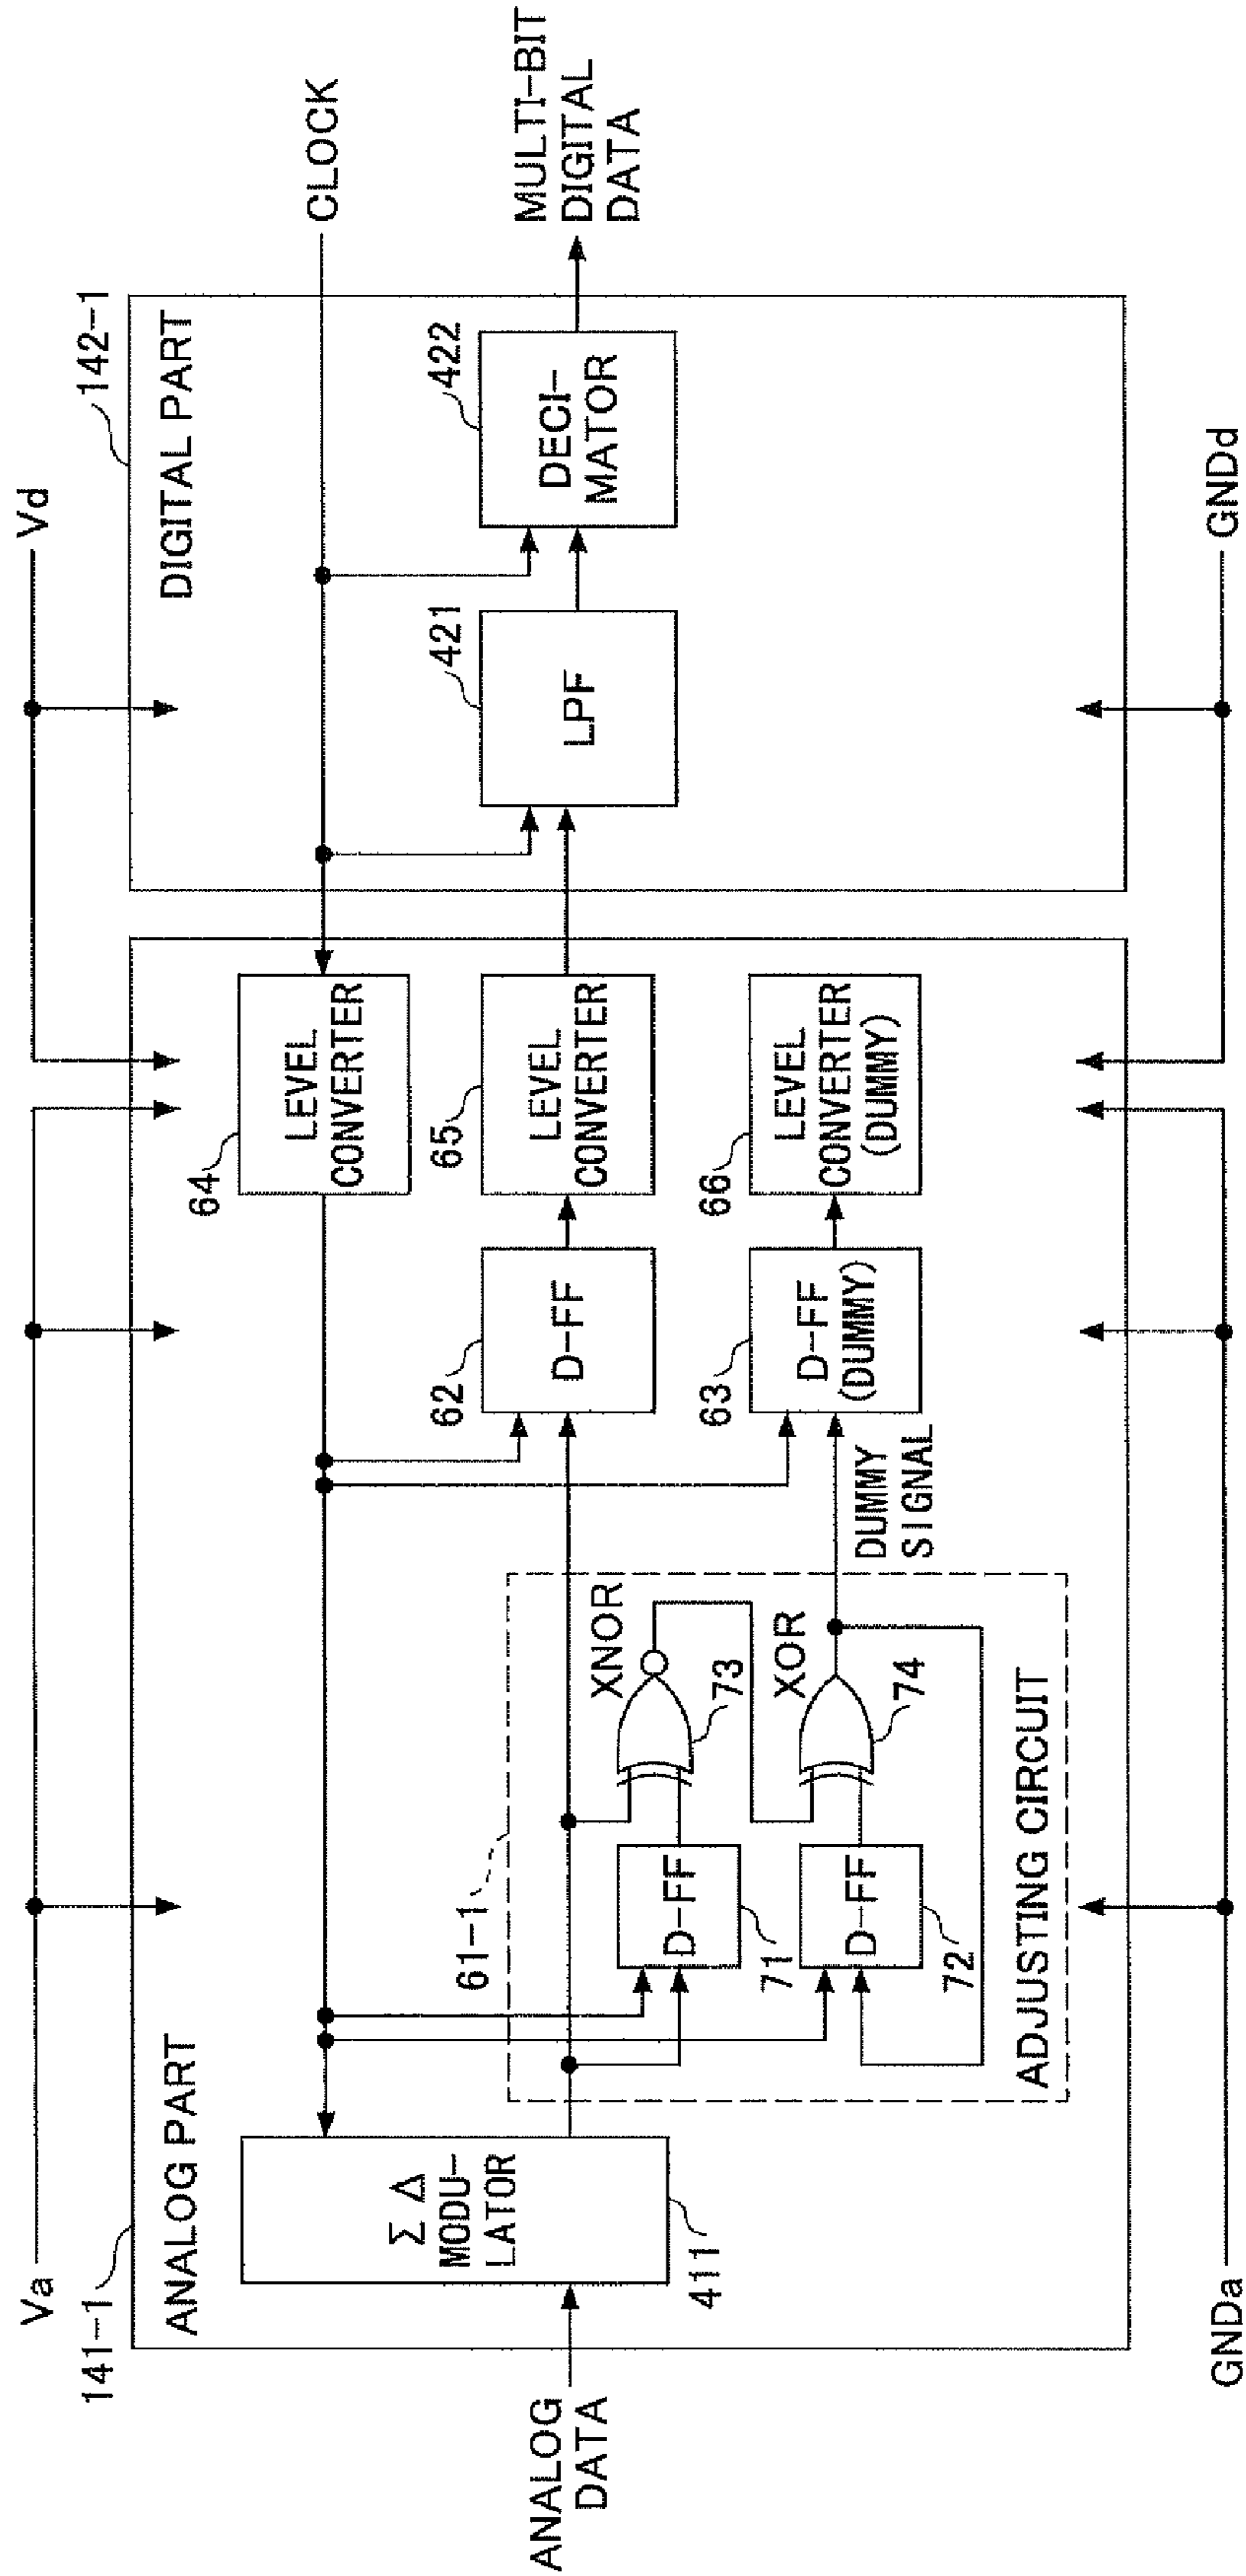 Va
Vd
141-1
142-1
ANALOG PART
DIGITAL PART
CLOCK
LEVEL
CONVERTER
64
ANALOG
DATA
Σ Δ
MODU-
LATOR
411
61-1
D-FF
71
XNOR
73
D-FF
72
XOR
74
ADJUSTING CIRCUIT
DUMMY
SIGNAL
62
D-FF
63
D-FF
(DUMMY)
65
LEVEL
CONVERTER
66
LEVEL
CONVERTER
(DUMMY)
421
LPF
422
DECI-
MATOR
MULTI-BIT
DIGITAL
DATA
GNDa
GNDd